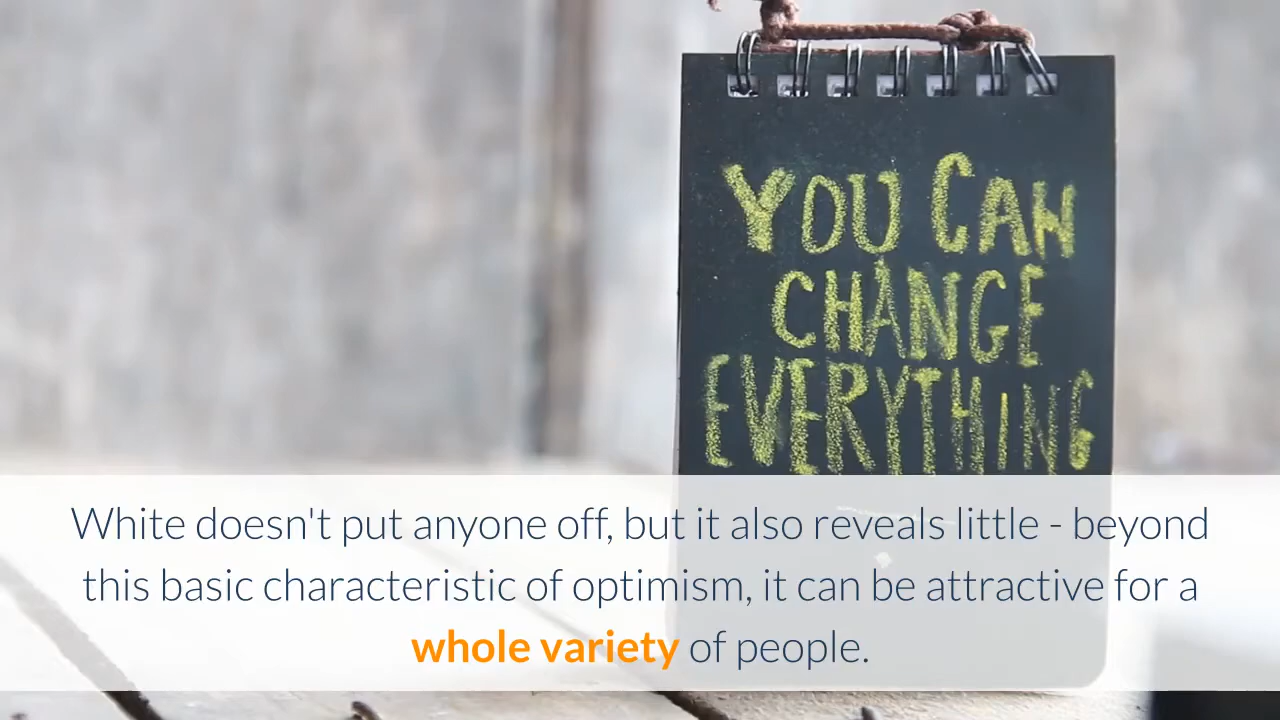 YOU CAN
CHANGE
EVERYTHING
White doesn't put anyone off, but it also reveals little - beyond
this basic characteristic of optimism, it can be attractive for a
whole variety of people.